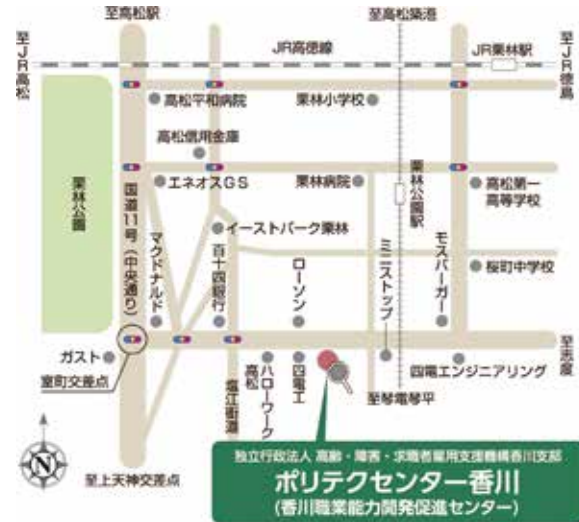 至高松駅
至高松築港
至JR高松
JR高徳線
JR栗林駅
至JR徳島
高松平和病院
栗林小学校
高松信用金庫
栗林公園
国道11号(中央通り)
エネオスGS
栗林病院
栗林公園駅
高松第一
高等学校
イーストパーク栗林
マクドナルド
百十四銀行
ローソン
ミニストップ
モスバーガー
桜町中学校
ガスト
室町交差点
塩江街道
ハローワーク
高松
四電工
四電エンジニアリング
至志度
至琴電琴平
N
至上天神交差点
独立行政法人 高齢・障害・求職者雇用支援機構香川支部
ポリテクセンター香川
(香川職業能力開発促進センター)